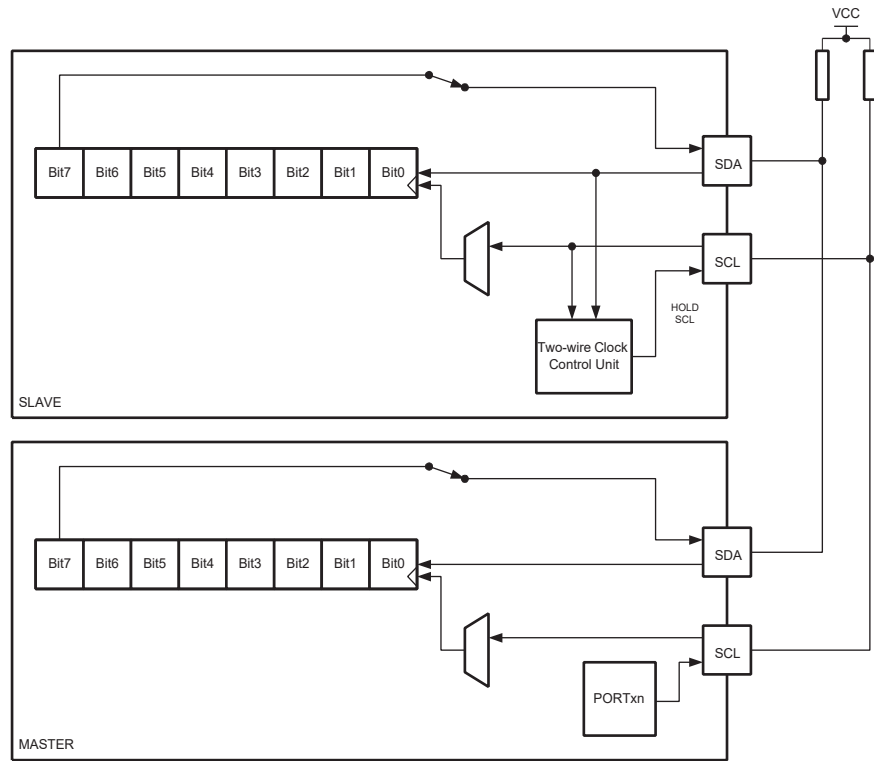 VCC
Bit7 Bit6 Bit5 Bit4 Bit3 Bit2 Bit1 Bit0
SDA
SCL
HOLD
SCL
Two-wire Clock
Control Unit
SLAVE
Bit7 Bit6 Bit5 Bit4 Bit3 Bit2 Bit1 Bit0
SDA
SCL
PORTxn
MASTER